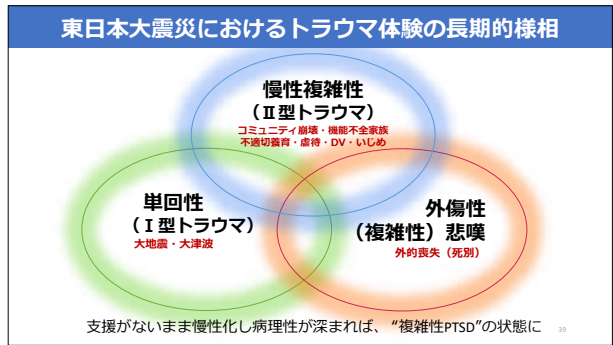 東日本大震災におけるトラウマ体験の長期的様相
慢性複雑性
（Ⅱ型トラウマ）
コミュニティ崩壊・機能不全家族
不適切養育・虐待・DV・いじめ
単回性
（Ⅰ型トラウマ）
大地震・大津波
外傷性
（複雑性）悲嘆
外的喪失（死別）
支援がないまま慢性化し病理性が深まれば、“複雑性PTSD”の状態に
39